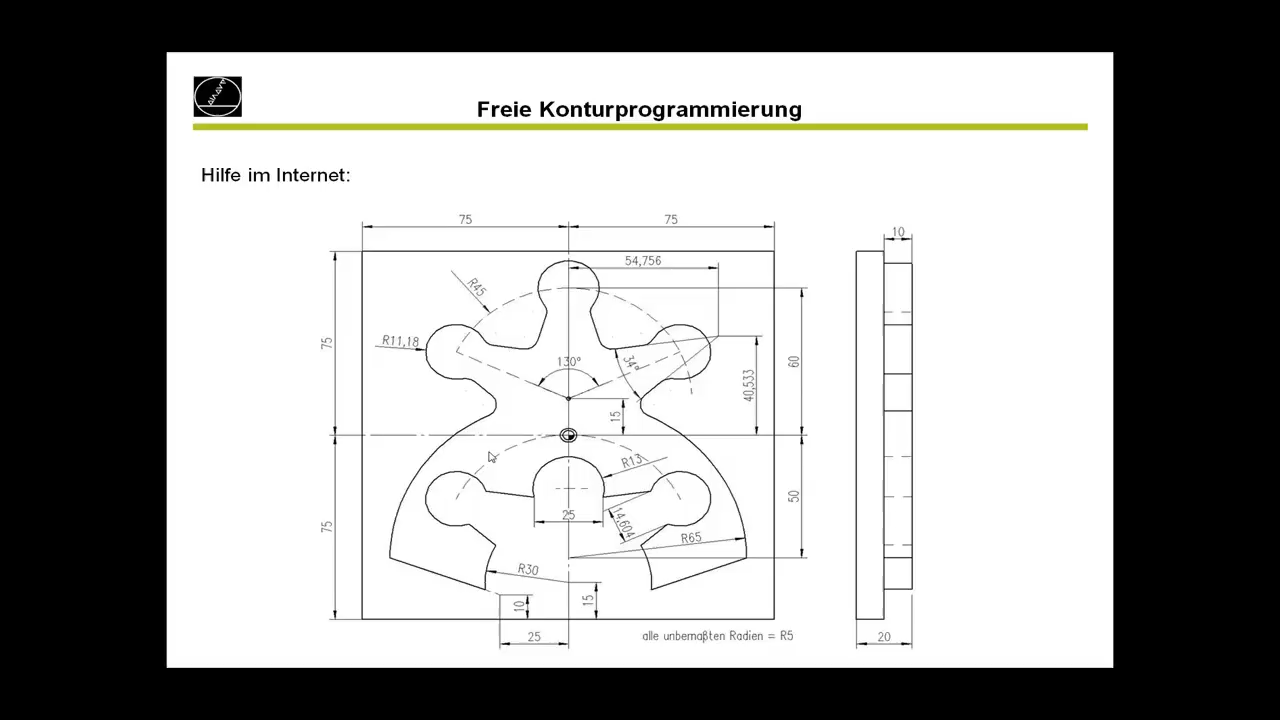 Freie Konturprogrammierung
Hilfe im Internet:
75 75
10
54,756
R45
R11,18
75
130°
34°
60
40,533
15
R13
50
25
14,604
75
R65
R30
10
15
25
alle unbemaßten Radien = R5
20